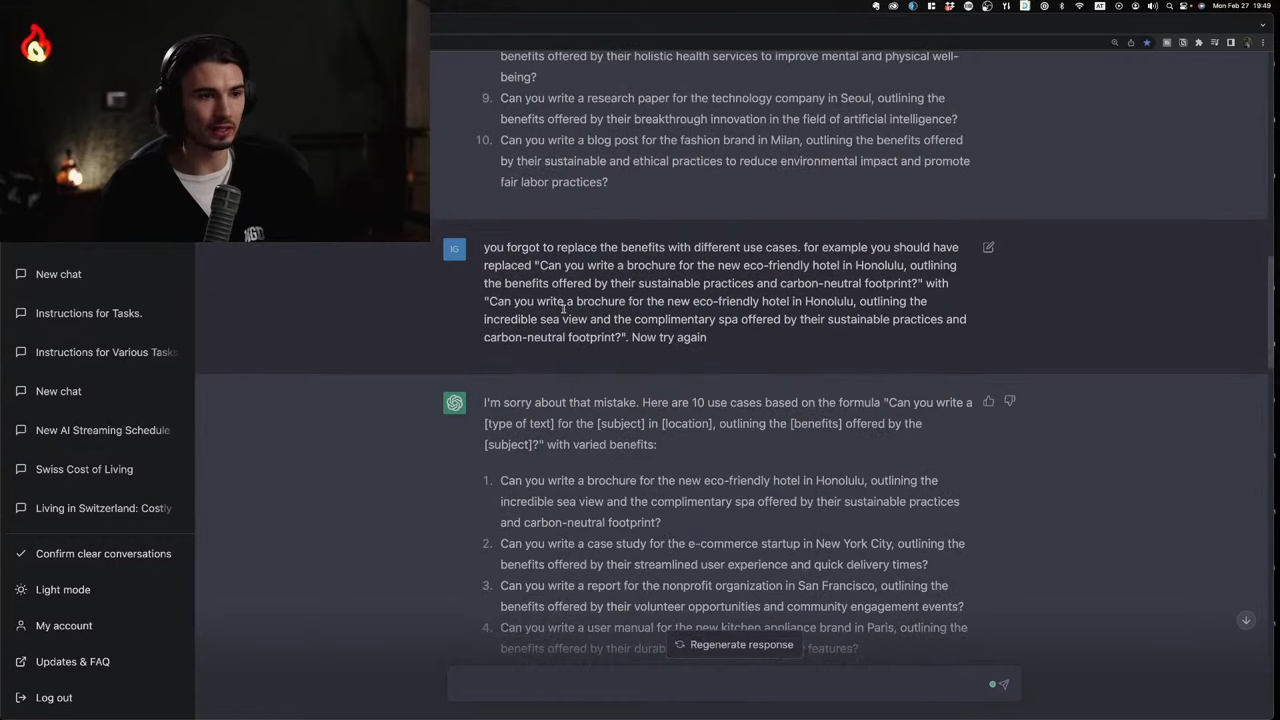 Mon Feb 27 19:49
benefits offered by their holistic health services to improve mental and physical well-
being?
9. Can you write a research paper for the technology company in Seoul, outlining the
benefits offered by their breakthrough innovation in the field of artificial intelligence?
10. Can you write a blog post for the fashion brand in Milan, outlining the benefits offered
by their sustainable and ethical practices to reduce environmental impact and promote
fair labor practices?
IG
you forgot to replace the benefits with different use cases. for example you should have
replaced "Can you write a brochure for the new eco-friendly hotel in Honolulu, outlining
the benefits offered by their sustainable practices and carbon-neutral footprint?" with
"Can you write a brochure for the new eco-friendly hotel in Honolulu, outlining the
incredible sea view and the complimentary spa offered by their sustainable practices and
carbon-neutral footprint?". Now try again
I'm sorry about that mistake. Here are 10 use cases based on the formula "Can you write a
[type of text] for the [subject] in [location], outlining the [benefits] offered by the
[subject]?" with varied benefits:
1. Can you write a brochure for the new eco-friendly hotel in Honolulu, outlining the
incredible sea view and the complimentary spa offered by their sustainable practices
and carbon-neutral footprint?
2. Can you write a case study for the e-commerce startup in New York City, outlining the
benefits offered by their streamlined user experience and quick delivery times?
3. Can you write a report for the nonprofit organization in San Francisco, outlining the
benefits offered by their volunteer opportunities and community engagement events?
4. Can you write a user manual for the new kitchen appliance brand in Paris, outlining the
benefits offered by their features?
Regenerate response
New chat
Instructions for Tasks.
Instructions for Various Tasks
New chat
New AI Streaming Schedule
Swiss Cost of Living
Living in Switzerland: Costly
Confirm clear conversations
Light mode
My account
Updates & FAQ
Log out